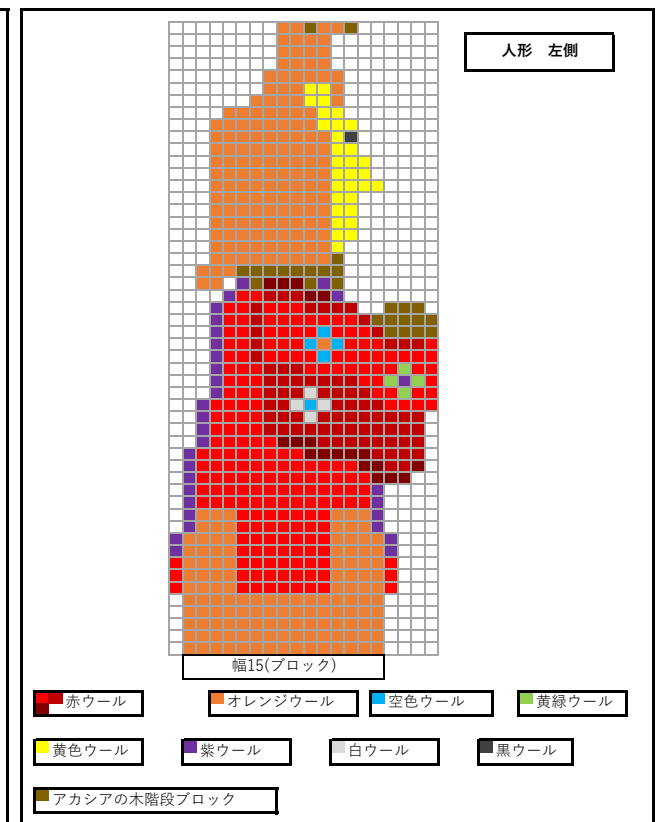 人形　左側
幅15(ブロック)
赤ウール
オレンジウール
空色ウール
黄緑ウール
黄色ウール
紫ウール
白ウール
黒ウール
アカシアの木階段ブロック